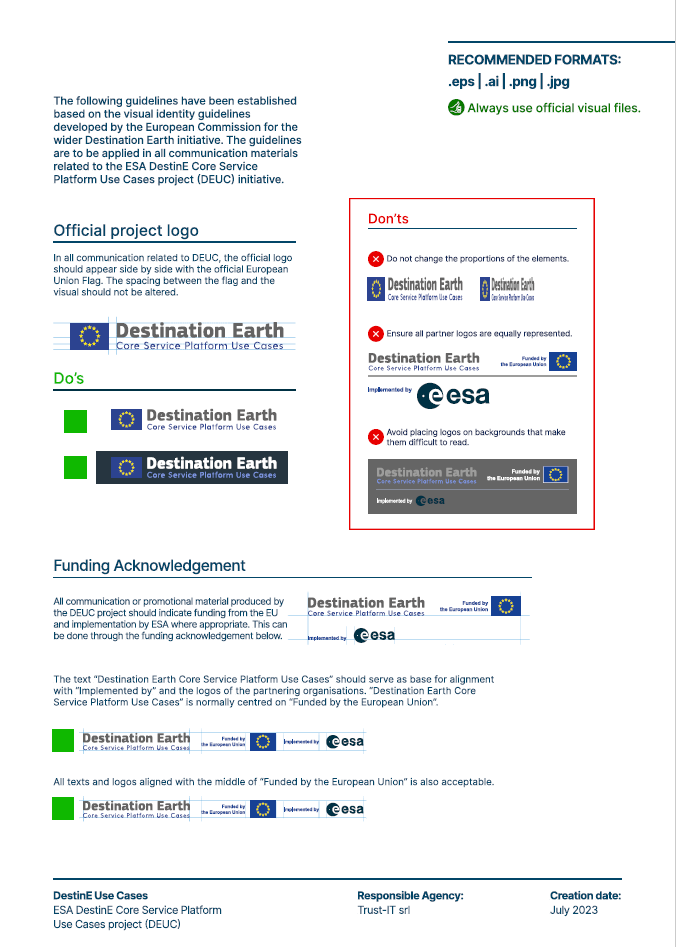 RECOMMENDED FORMATS:
.eps | .ai | .png | .jpg
Always use official visual files.
The following guidelines have been established
based on the visual identity guidelines
developed by the European Commission for the
wider Destination Earth initiative. The guidelines
are to be applied in all communication materials
related to the ESA DestinE Core Service
Platform Use Cases project (DEUC) initiative.
Official project logo
In all communication related to DEUC, the official logo
should appear side by side with the official European
Union Flag. The spacing between the flag and the
visual should not be altered.
Destination Earth
Core Service Platform Use Cases
Do's
Destination Earth
Core Service Platform Use Cases
Destination Earth
Core Service Platform Use Cases
Don'ts
Do not change the proportions of the elements.
Destination Earth
Core Service Platform Use Cases
Destination Earth
Core Service Platform Use Cases
Ensure all partner logos are equally represented.
Destination Earth
Core Service Platform Use Cases
Funded by
the European Union
Implemented by
esa
Avoid placing logos on backgrounds that make
them difficult to read.
Destination Earth
Core Service Platform Use Cases
Funded by
the European Union
Implemented by
esa
Funding Acknowledgement
All communication or promotional material produced by
the DEUC project should indicate funding from the EU
and implementation by ESA where appropriate. This can
be done through the funding acknowledgement below.
Destination Earth
Core Service Platform Use Cases
Funded by
the European Union
Implemented by
esa
The text "Destination Earth Core Service Platform Use Cases" should serve as base for alignment
with "Implemented by" and the logos of the partnering organisations. "Destination Earth Core
Service Platform Use Cases" is normally centred on "Funded by the European Union".
Destination Earth
Core Service Platform Use Cases
Funded by
the European Union
Implemented by
esa
All texts and logos aligned with the middle of "Funded by the European Union" is also acceptable.
Destination Earth
Core Service Platform Use Cases
Funded by
the European Union
Implemented by
esa
DestinE Use Cases
ESA DestinE Core Service Platform
Use Cases project (DEUC)
Responsible Agency:
Trust-IT srl
Creation date:
July 2023